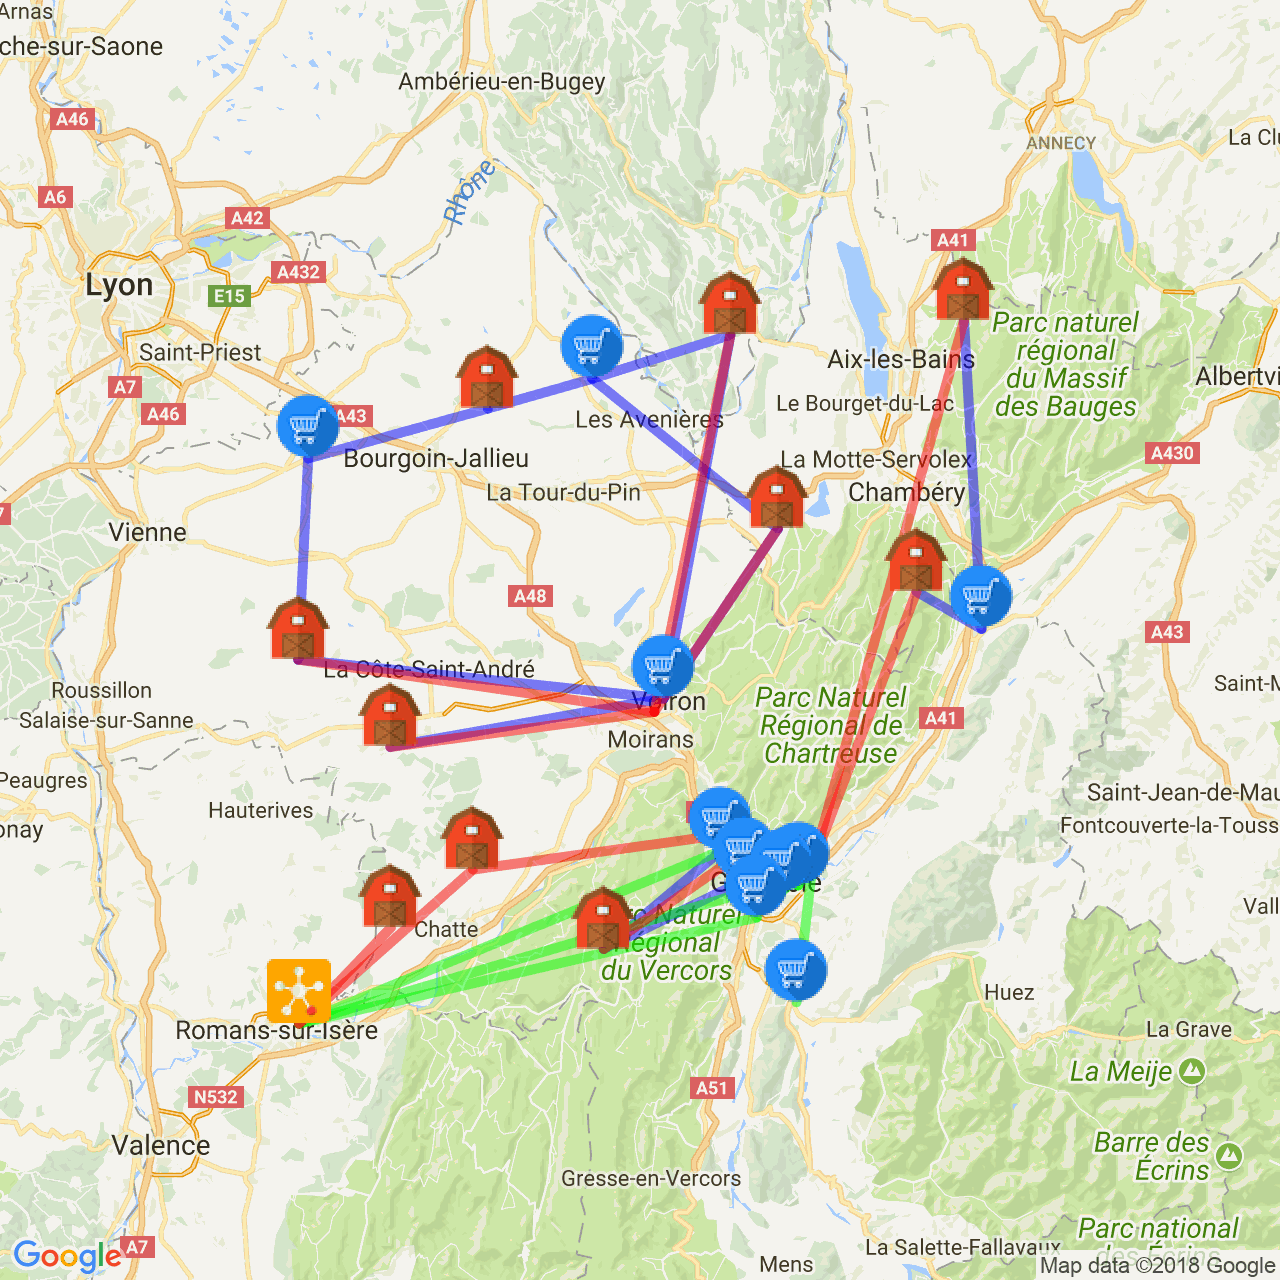 Arnas
che-sur-Saone
Ambérieu-en-Bugey
A46
ANNECY
La Clu
A6
Rhône
A42
A41
Lyon
A432
E15
Saint-Priest
Parc naturel
régional
du Massif
des Bauges
Aix-les-Bains
Albertvi
A7
A46
A43
Les Avenières
Le Bourget-du-Lac
Bourgoin-Jallieu
La Motte-Servolex
A430
La Tour-du-Pin
Chambéry
Vienne
A48
A43
La Côte-Saint-André
Roussillon
Salaise-sur-Sanne
Voiron
Parc Naturel
Régional de
Chartreuse
Saint-M
A41
Moirans
Peaugres
Hauterives
Saint-Jean-de-Mau
onay
Fontcouverte-la-Touss
Chatte
Parc Naturel
Régional
du Vercors
Vall
Huez
Romans-sur-Isère
La Grave
La Meije
N532
A51
Valence
Barre des
Écrins
Gresse-en-Vercors
Parc national
des Écrins
Google
A7
La Salette-Fallavaux
Mens
Map data ©2018 Google